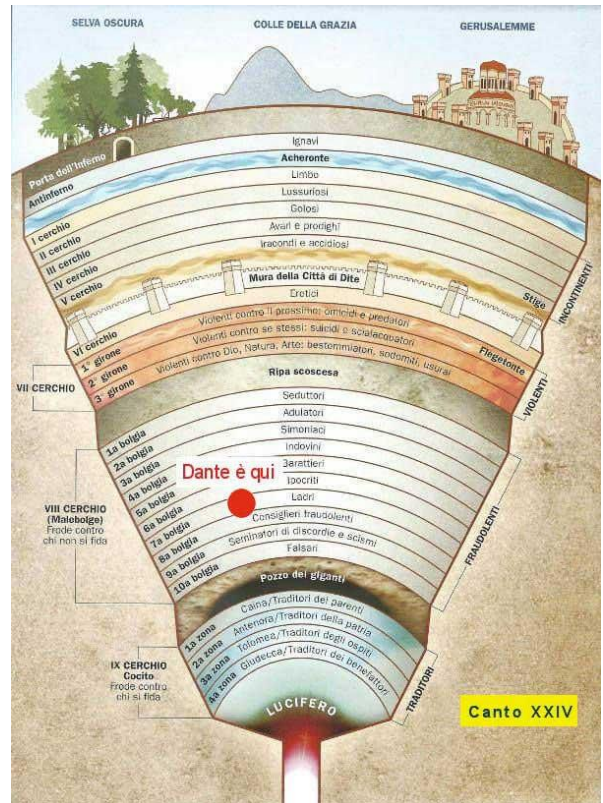 SELVA OSCURA
COLLE DELLA GRAZIA
GERUSALEMME
Porta dell'Inferno
Ignavi
Antinferno
Acheronte
Limbo
I cerchio
Lussuriosi
II cerchio
Golosi
III cerchio
Avari e prodighi
IV cerchio
Iracondi e accidiosi
V cerchio
Stige
INCONTINENTI
Mura della Città di Dite
Eretici
VI cerchio
Violenti contro il prossimo: omicidi e predatori
Flegetonte
1° girone
Violenti contro se stessi: suicidi e scialacquatori
2° girone
Violenti contro Dio, Natura, Arte: bestemmiatori, sodomiti, usurai
3° girone
VII CERCHIO
VIOLENTI
Ripa scoscesa
Seduttori
1a bolgia
Adulatori
2a bolgia
Simoniaci
3a bolgia
Indovini
4a bolgia
Dante è qui
Barattieri
5a bolgia
Ipocriti
6a bolgia
Ladri
7a bolgia
Consiglieri fraudolenti
8a bolgia
Seminatori di discordie e scismi
9a bolgia
Falsari
10a bolgia
VIII CERCHIO
(Malebolge)
Frode contro
chi non si fida
FRAUDOLENTI
Pozzo dei giganti
1a zona
Caina/Traditori dei parenti
2a zona
Antenora/Traditori della patria
3a zona
Tolomea/Traditori degli ospiti
4a zona
Giudecca/Traditori dei benefattori
IX CERCHIO
Cocito
Frode contro
chi si fida
TRADITORI
LUCIFERO
Canto XXIV